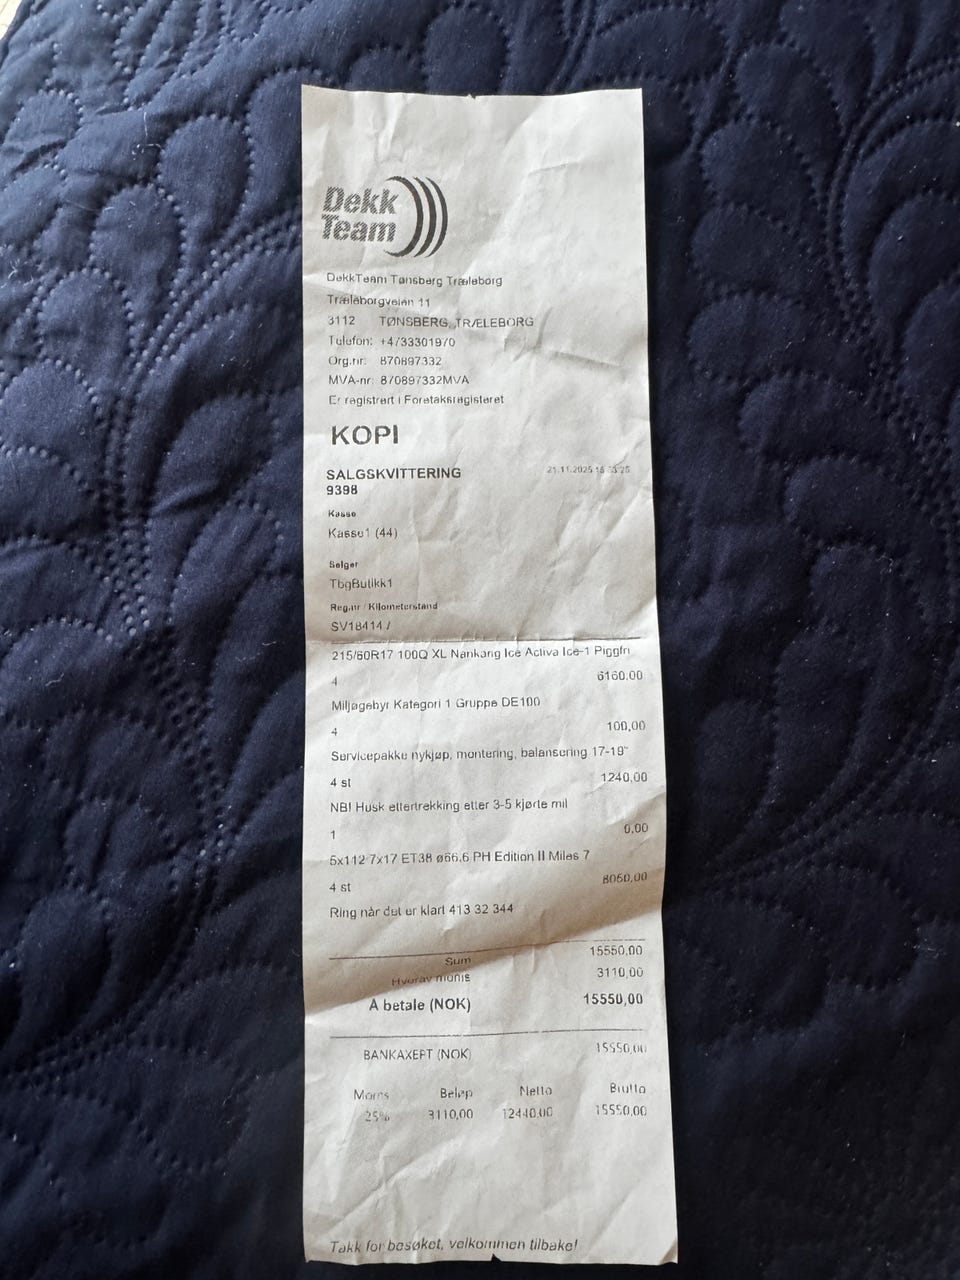 Dekk
Team
DekkTeam Tønsberg Træleborg
Træleborgveien 11
3112 TØNSBERG, TRÆLEBORG
Telefon: +4733301970
Org.nr: 870897332
MVA-nr: 870897332MVA
Er registrert i Foretaksregisteret
KOPI
SALGSKVITTERING 21.11.2025
9398
Kasse
Kasse1 (44)
Selger
TbgButikk1
Reg.nr / Kilometerstand
SV18414 /
215/60R17 100Q XL Nankang Ice Activa Ice-1 Piggfri
4 6160,00
Miljøgebyr Kategori 1 Gruppe DE100
4 100,00
Servicepakke nykjøp, montering, balansering 17-19"
4 st 1240,00
NB! Husk ettertrekking etter 3-5 kjørte mil
1 0,00
5x112 7x17 ET38 ø66,6 PH Edition II Miles 7
4 st 8050,00
Ring når det er klart 413 32 344
Sum 15550,00
Hvorav moms 3110,00
Å betale (NOK) 15550,00
BANKAXEPT (NOK) 15550,00
Moms Beløp Netto Brutto
25% 3110,00 12440,00 15550,00
Takk for besøket, velkommen tilbake!